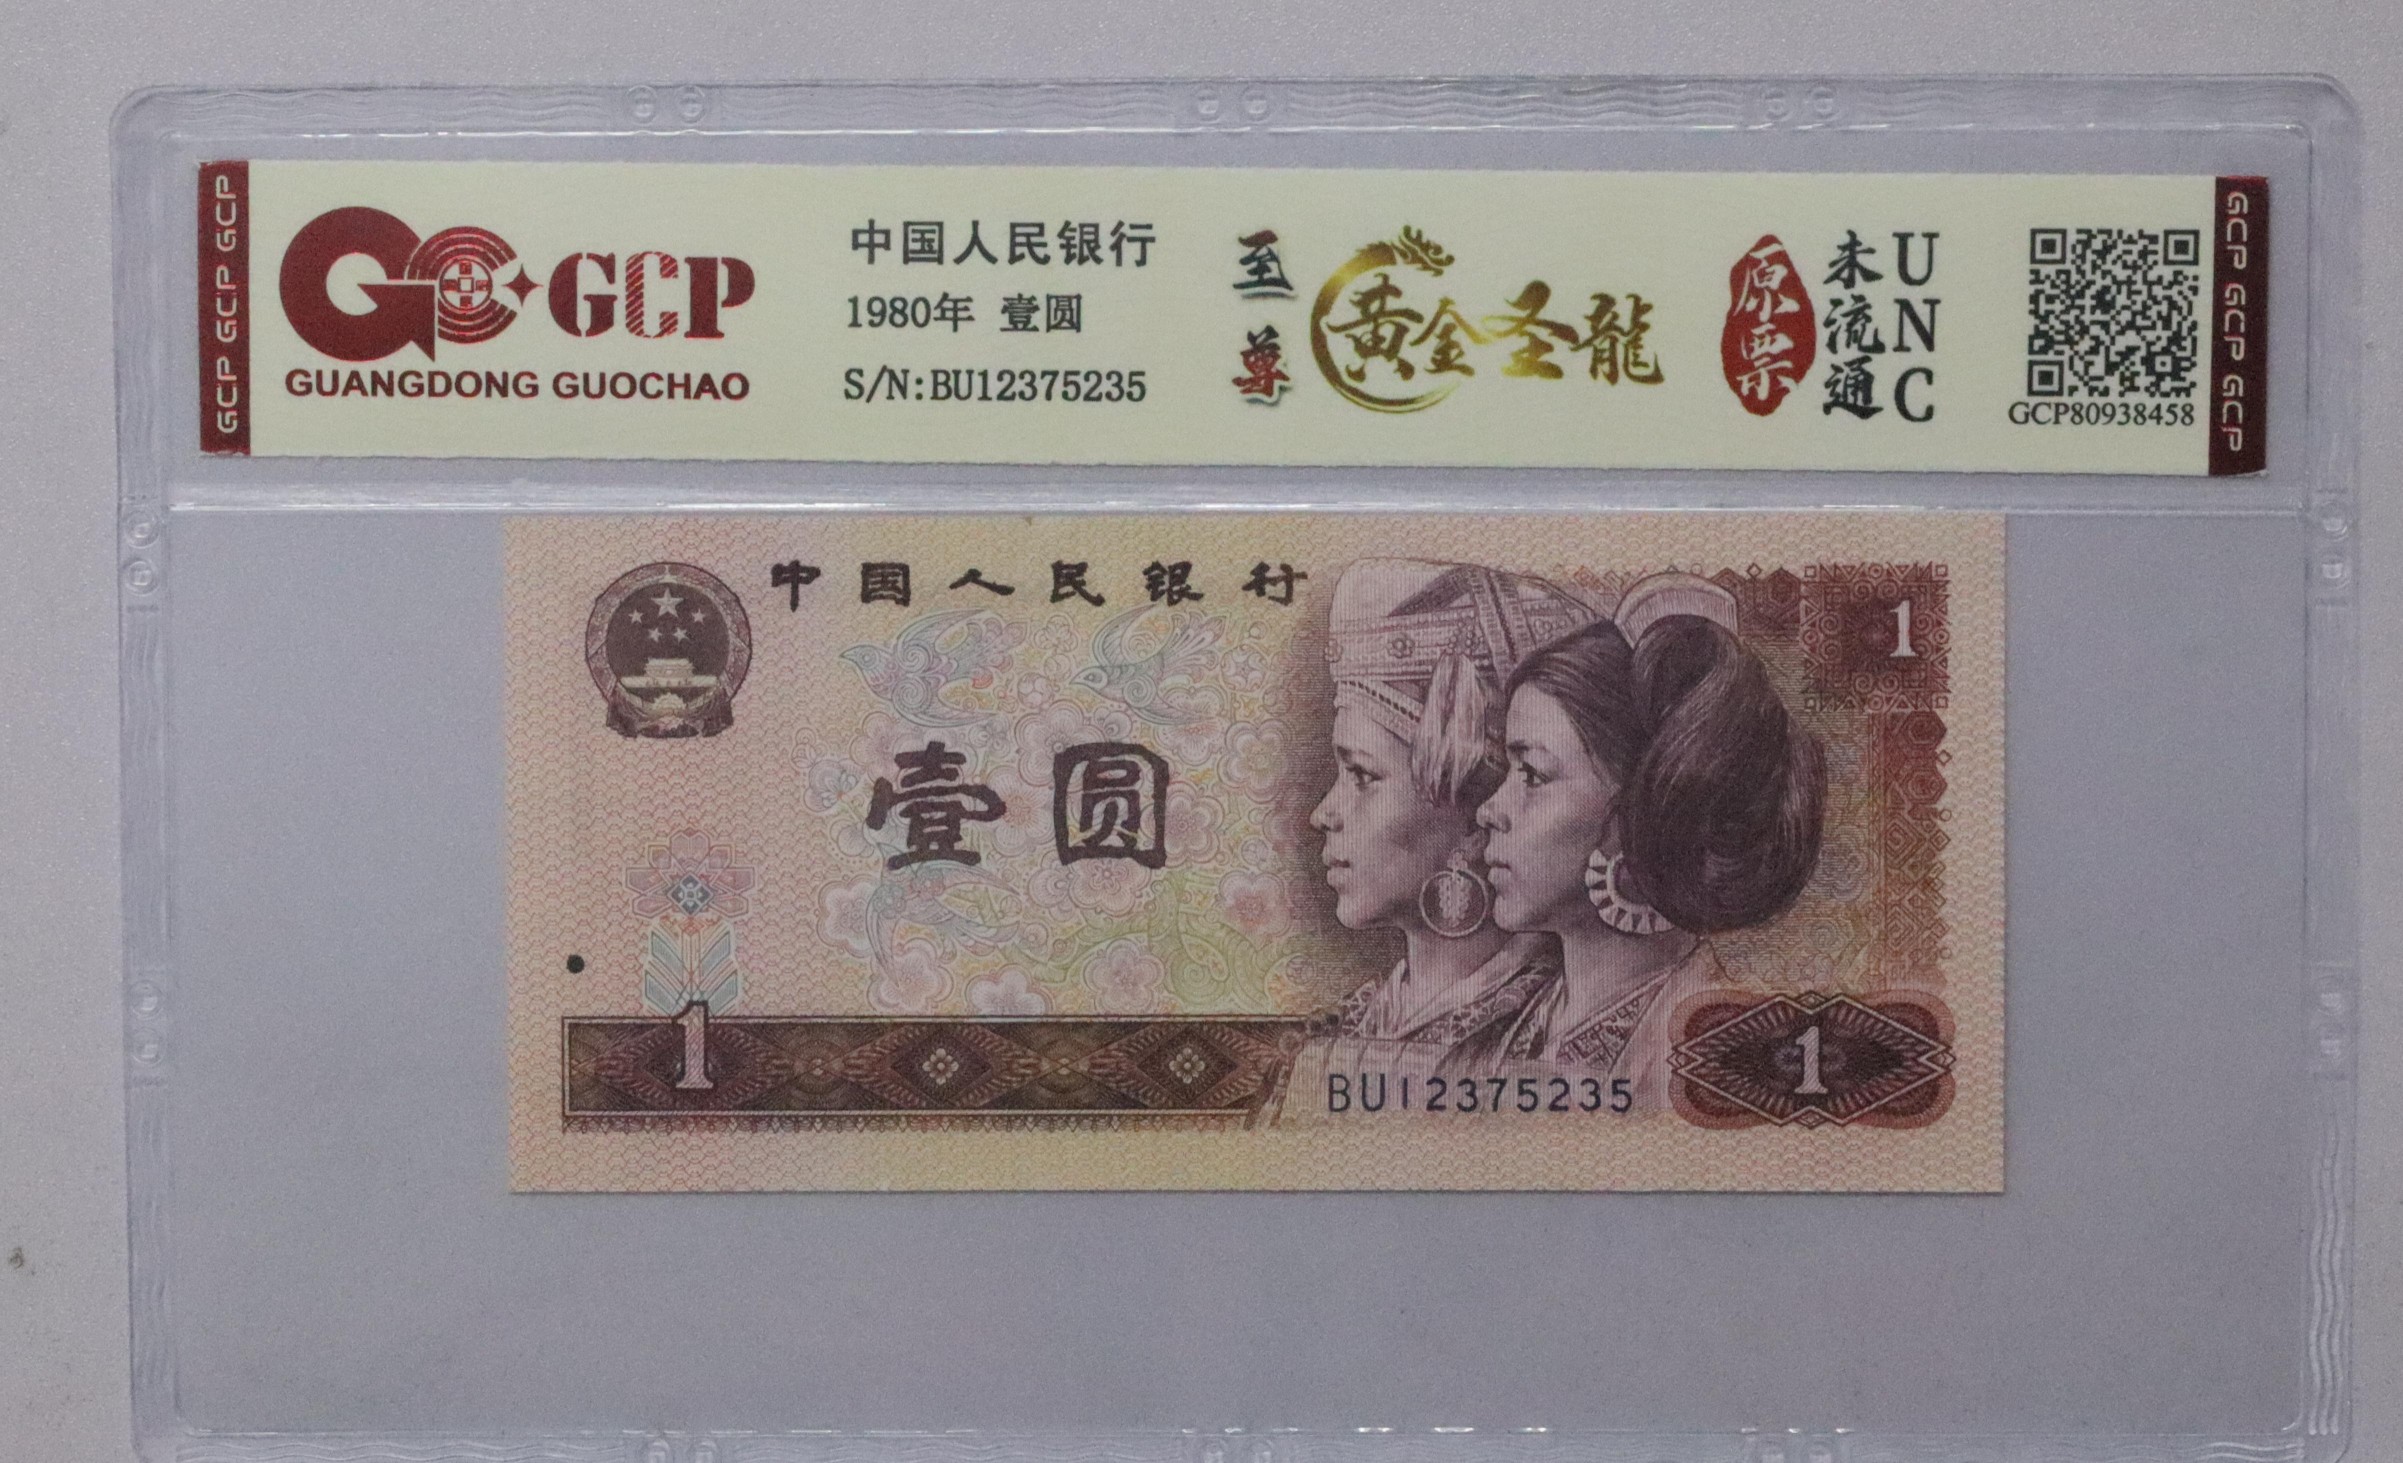 GCP GCP GCP
GCP
GUANGDONG GUOCHAO
中国人民银行
1980年 壹圆
S/N:BU12375235
至尊
黄金圣龍
原票
未流通
UNC
GCP80938458
GCP GCP GCP
中国人民银行
1
壹圆
1
BU12375235
1